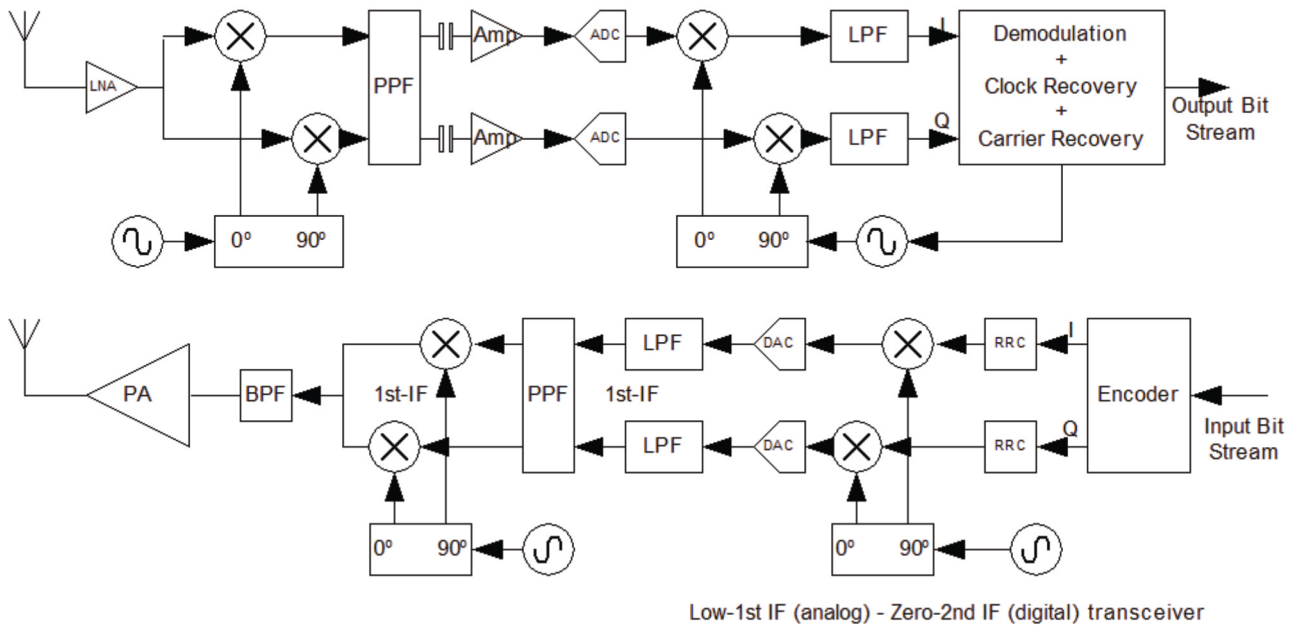 LNA
PPF
Amp
ADC
LPF
I
Demodulation
+
Clock Recovery
+
Carrier Recovery
Output Bit
Stream
Amp
ADC
LPF
Q
0º 90º
0º 90º
PA
BPF
1st-IF
PPF
1st-IF
LPF
DAC
RRC
I
Encoder
Input Bit
Stream
LPF
DAC
RRC
Q
0º 90º
0º 90º
Low-1st IF (analog) - Zero-2nd IF (digital) transceiver